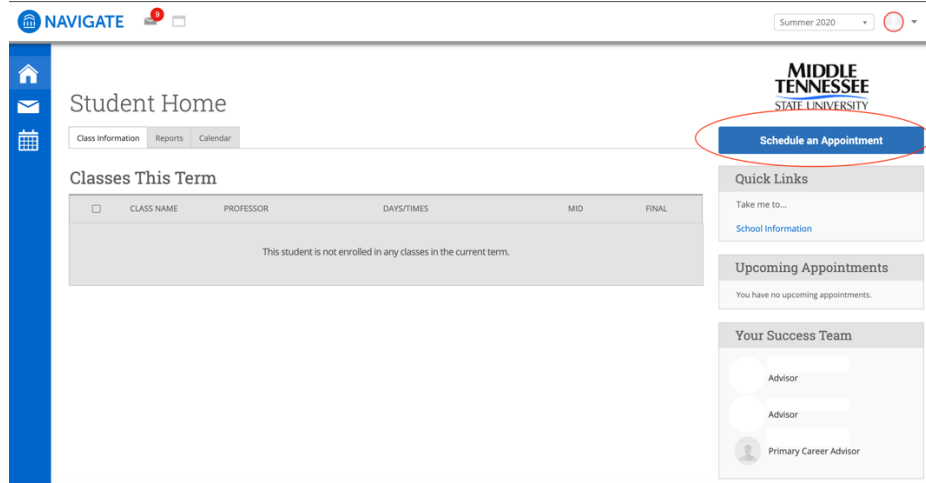 NAVIGATE
9
Summer 2020
MIDDLE
TENNESSEE
STATE UNIVERSITY
Student Home
Class Information Reports Calendar
Schedule an Appointment
Classes This Term
CLASS NAME PROFESSOR DAYS/TIMES MID FINAL
This student is not enrolled in any classes in the current term.
Quick Links
Take me to...
School Information
Upcoming Appointments
You have no upcoming appointments.
Your Success Team
Advisor
Advisor
Primary Career Advisor